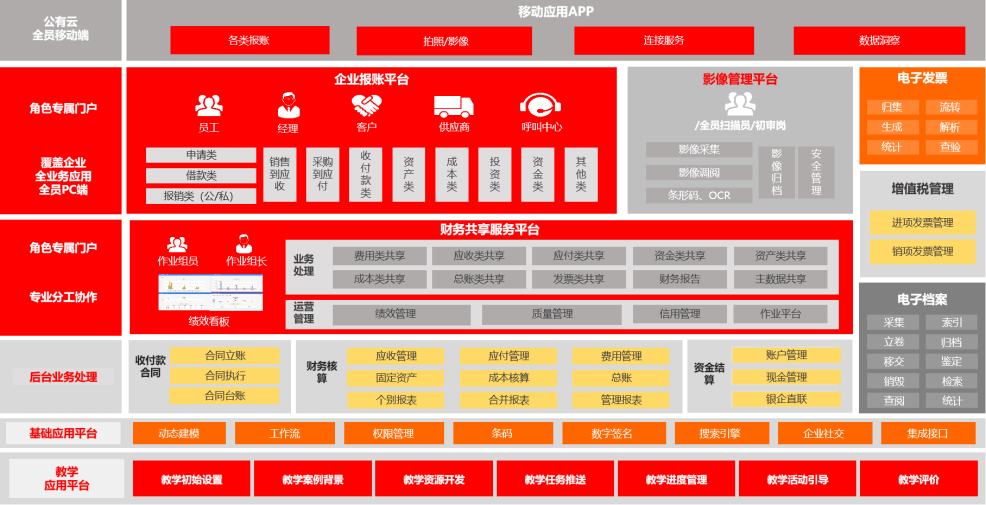 公有云
全员移动端
移动应用APP
各类报账
拍照/影像
连接服务
数据洞察
角色专属门户
覆盖企业
全业务应用
全员PC端
企业报账平台
员工
经理
客户
供应商
呼叫中心
申请类
借款类
报销类（公/私）
销售到应收
采购到应付
收付款类
资产类
成本类
投资类
资金类
其他类
影像管理平台
/全员扫描员/初审岗
影像采集
影像调阅
条形码、OCR
影像归档
安全管理
电子发票
归集
流转
生成
解析
统计
查验
增值税管理
进项发票管理
销项发票管理
角色专属门户
专业分工协作
财务共享服务平台
作业组员
作业组长
绩效看板
业务
处理
费用类共享
应收类共享
应付类共享
资金类共享
资产类共享
成本类共享
总账类共享
发票类共享
财务报告
主数据共享
运营
管理
绩效管理
质量管理
信用管理
作业平台
电子档案
采集
索引
立卷
归档
移交
鉴定
销毁
检索
查阅
统计
后台业务处理
收付款
合同
合同立账
合同执行
合同台账
财务核
算
应收管理
应付管理
费用管理
固定资产
成本核算
总账
个别报表
合并报表
管理报表
资金结
算
账户管理
现金管理
银企直联
基础应用平台
动态建模
工作流
权限管理
条码
数字签名
搜索引擎
企业社交
集成接口
教学
应用平台
教学初始设置
教学案例背景
教学资源开发
教学任务推送
教学进度管理
教学活动引导
教学评价